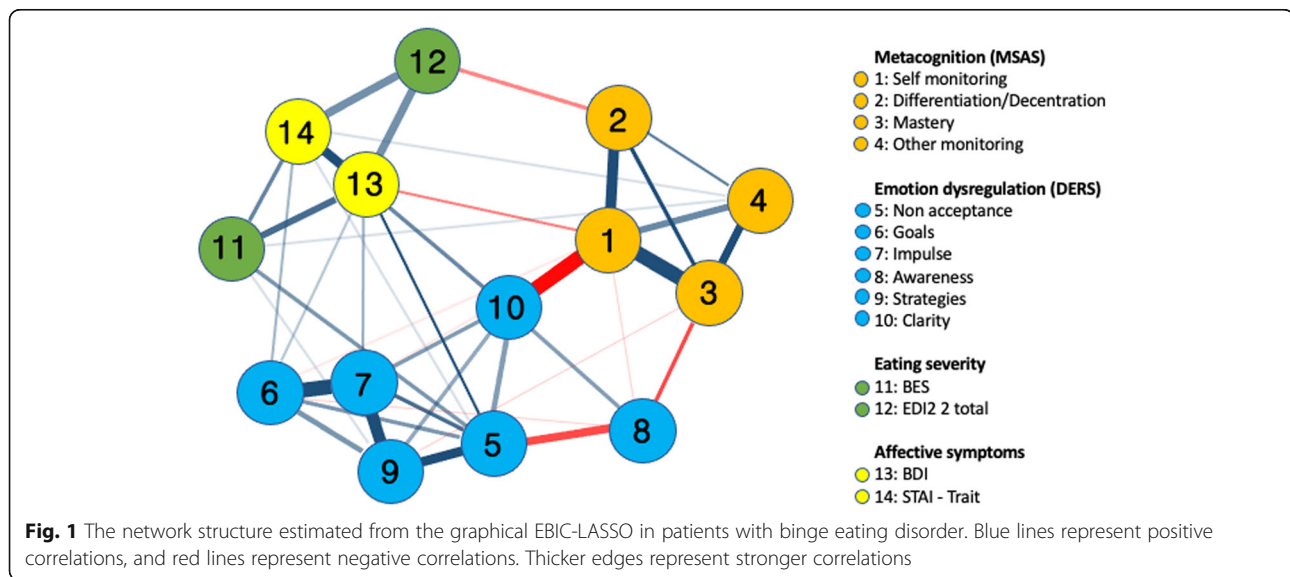 12
2
14
13
4
1
11
3
10
7
6
8
5
9
Metacognition (MSAS)
1: Self monitoring
2: Differentiation/Decentration
3: Mastery
4: Other monitoring
Emotion dysregulation (DERS)
5: Non acceptance
6: Goals
7: Impulse
8: Awareness
9: Strategies
10: Clarity
Eating severity
11: BES
12: EDI2 2 total
Affective symptoms
13: BDI
14: STAI - Trait
Fig. 1 The network structure estimated from the graphical EBIC-LASSO in patients with binge eating disorder. Blue lines represent positive
correlations, and red lines represent negative correlations. Thicker edges represent stronger correlations